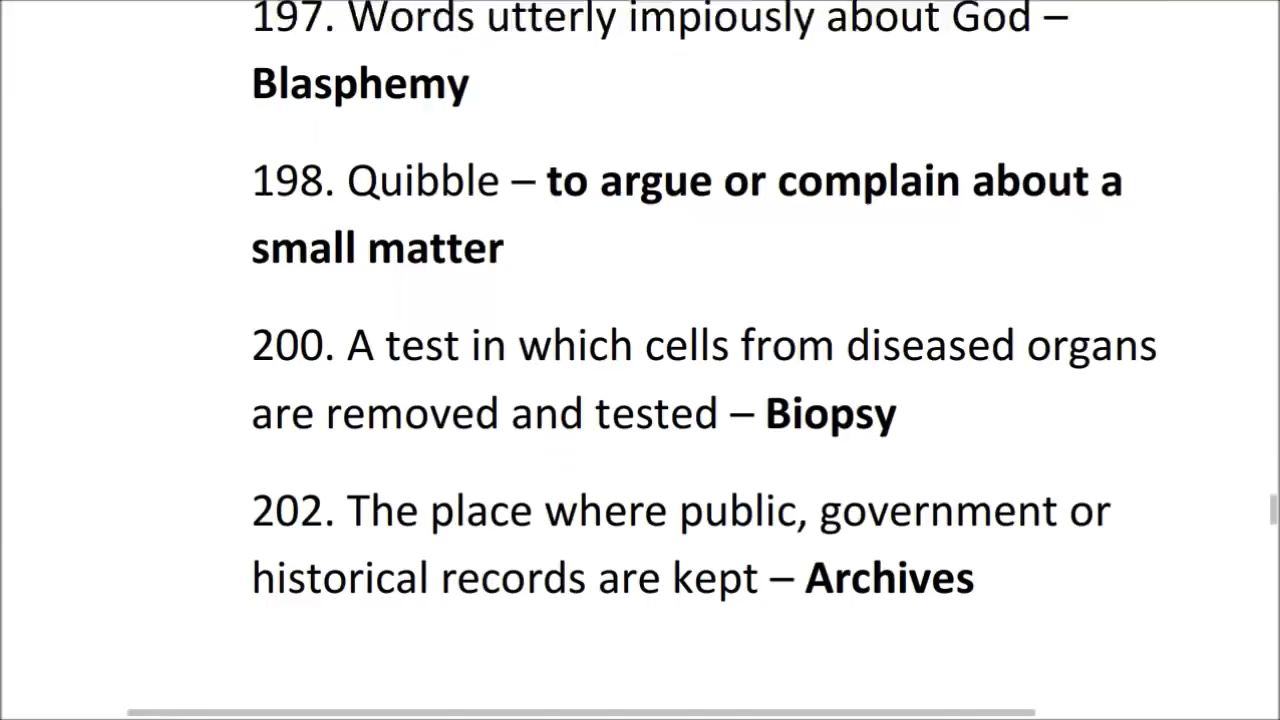 197. Words utterly impiously about God –
Blasphemy
198. Quibble – to argue or complain about a
small matter
200. A test in which cells from diseased organs
are removed and tested – Biopsy
202. The place where public, government or
historical records are kept – Archives